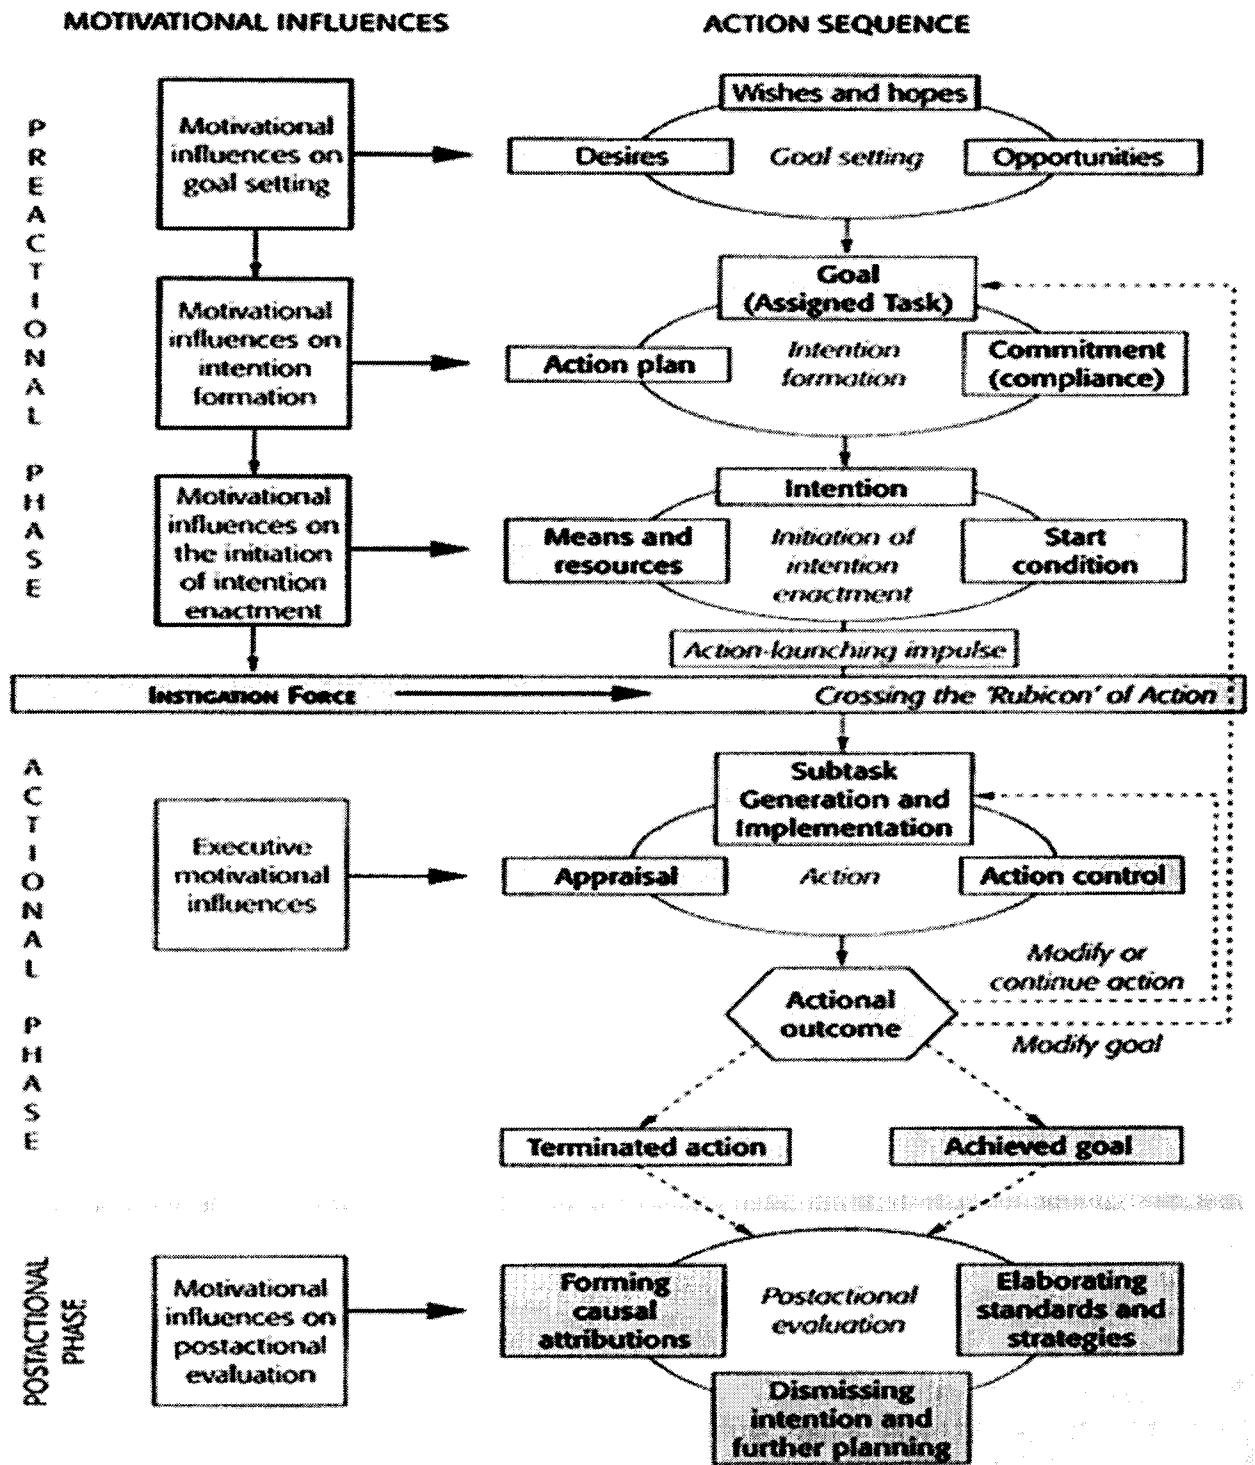 MOTIVATIONAL INFLUENCES
ACTION SEQUENCE
PREACTIONAL PHASE
Motivational
influences on
goal setting
Wishes and hopes
Desires
Goal setting
Opportunities
Motivational
influences on
intention
formation
Goal
(Assigned Task)
Action plan
Intention
formation
Commitment
(compliance)
Motivational
influences on
the initiation
of intention
enactment
Intention
Means and
resources
Initiation of
intention
enactment
Start
condition
Action-launching impulse
INSTIGATION FORCE
Crossing the 'Rubicon' of Action
ACTIONAL PHASE
Executive
motivational
influences
Subtask
Generation and
Implementation
Appraisal
Action
Action control
Modify or
continue action
Actional
outcome
Modify goal
Terminated action
Achieved goal
POSTACTIONAL
PHASE
Motivational
influences on
postactional
evaluation
Forming
causal
attributions
Postactional
evaluation
Elaborating
standards and
strategies
Dismissing
intention and
further planning